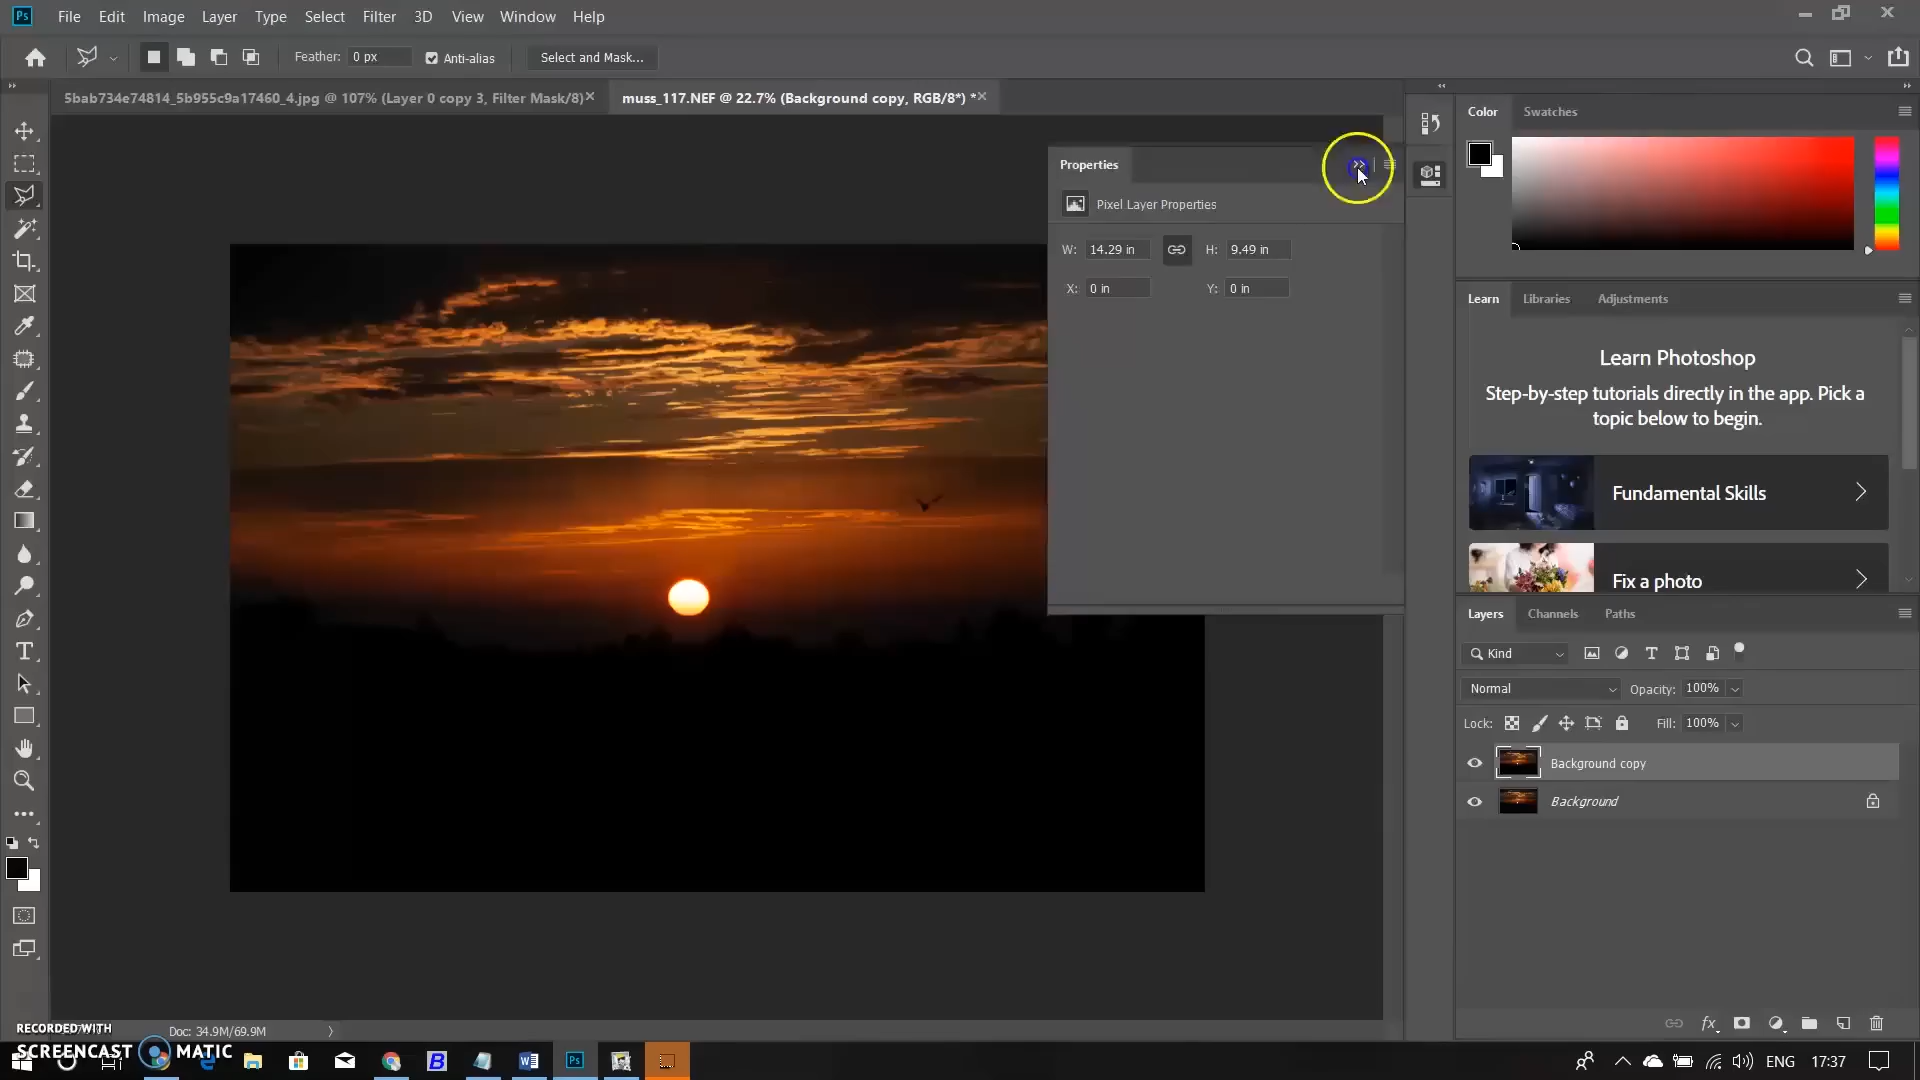 Ps File Edit Image Layer Type Select Filter 3D View Window Help
Feather: 0 px Anti-alias Select and Mask...
5bab734e74814_5b955c9a17460_4.jpg @ 107% (Layer 0 copy 3, Filter Mask/8) muss_117.NEF @ 22.7% (Background copy, RGB/8*) *
Color Swatches
Properties
Pixel Layer Properties
W: 14.29 in H: 9.49 in
X: 0 in Y: 0 in
Learn Libraries Adjustments
Learn Photoshop
Step-by-step tutorials directly in the app. Pick a
topic below to begin.
Fundamental Skills
Fix a photo
Layers Channels Paths
Kind
Normal Opacity: 100%
Lock: Fill: 100%
Background copy
Background
fx
Doc: 34.9M/69.9M
RECORDED WITH
SCREENCAST MATIC
Ps
ENG 17:37